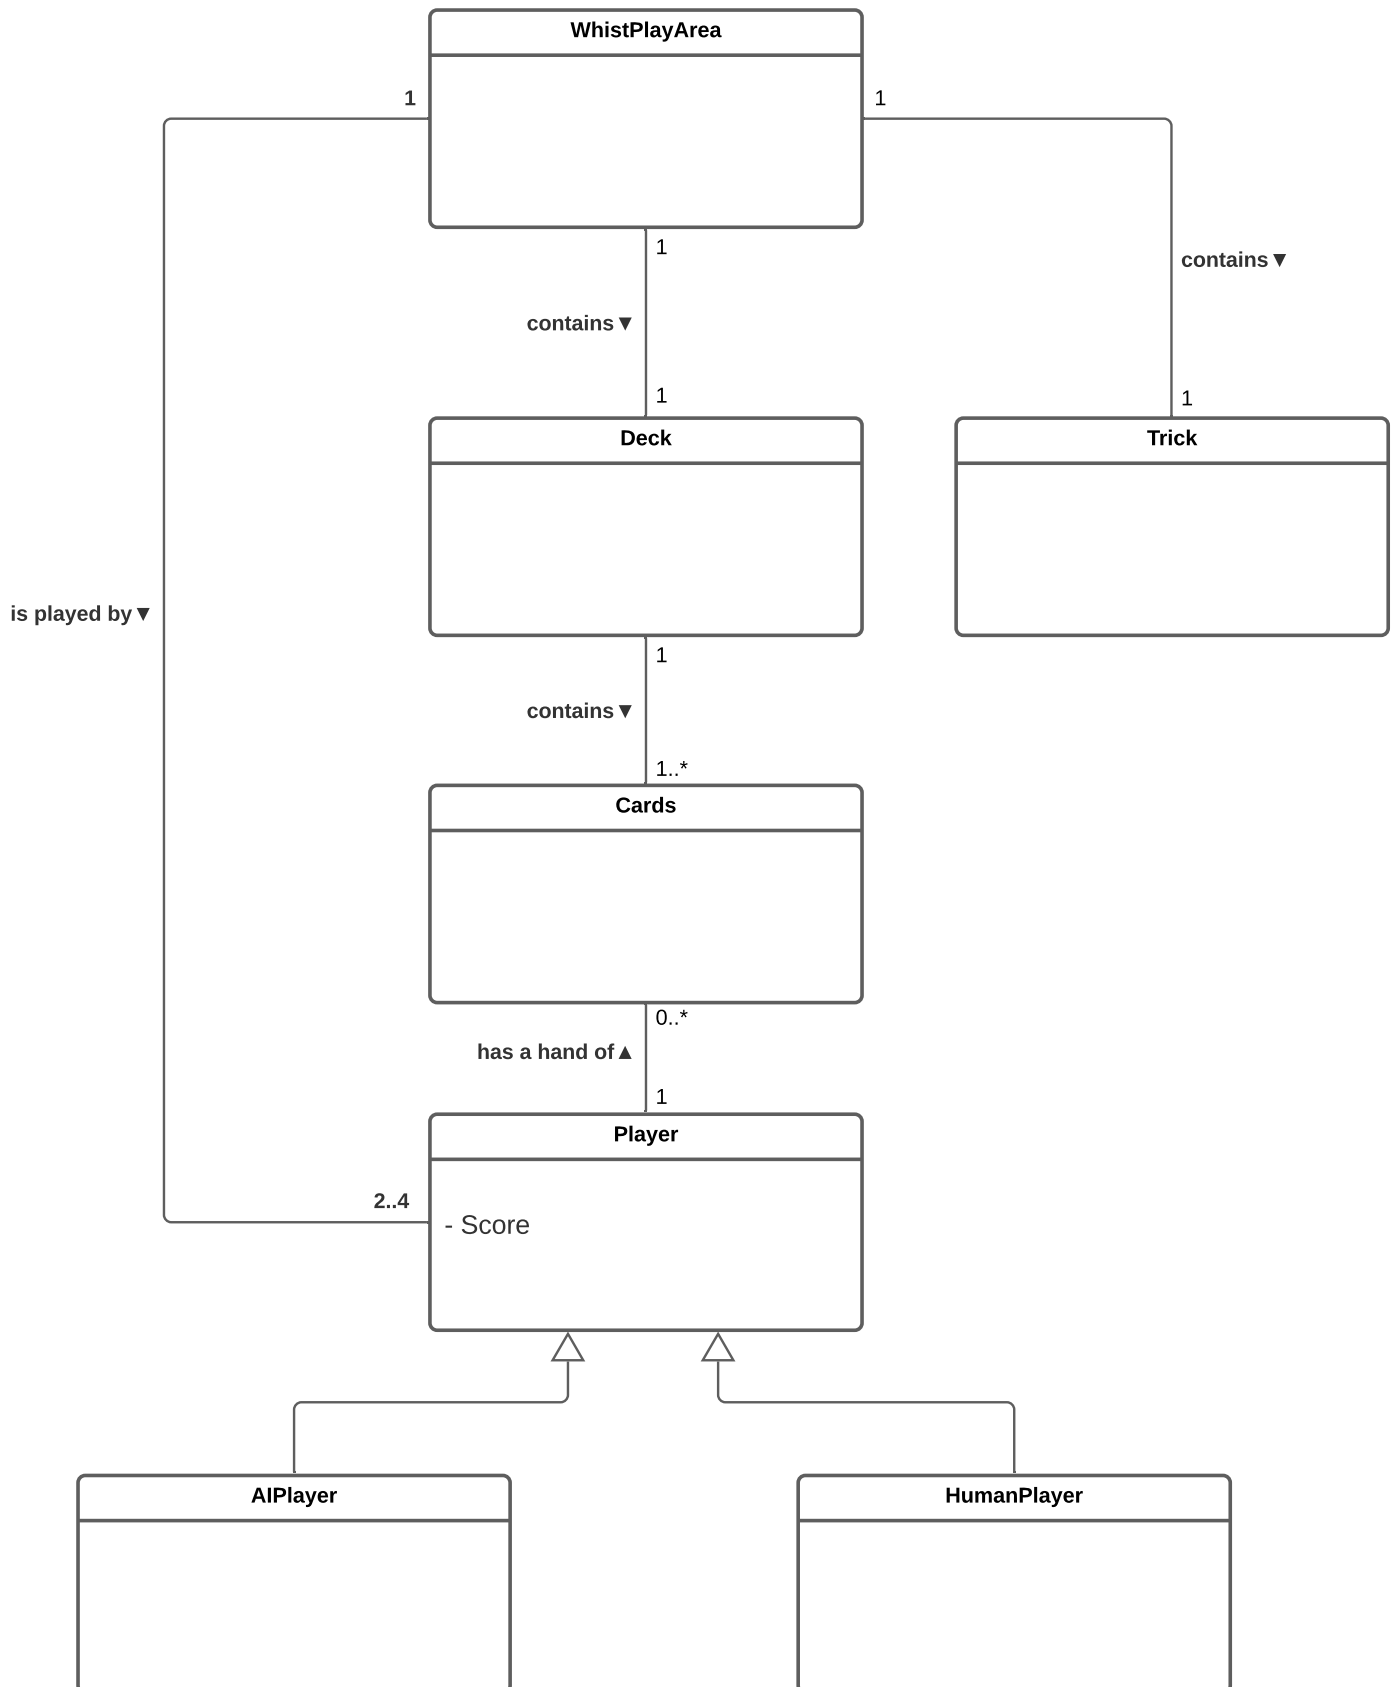 WhistPlayArea
1
1
1
contains ▼
contains ▼
1
1
Deck
Trick
is played by ▼
1
contains ▼
1..*
Cards
0..*
has a hand of ▲
1
Player
2..4
- Score
AIPlayer
HumanPlayer